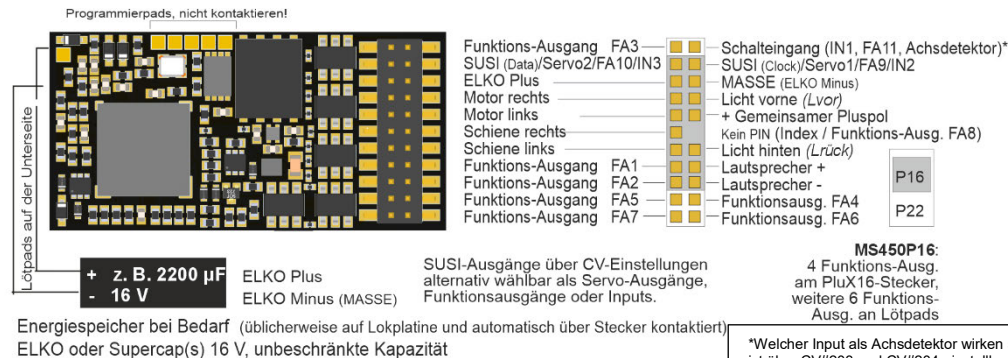 Programmierpads, nicht kontaktieren!
Lötpads auf der Unterseite
Funktions-Ausgang FA3
Schalteingang (IN1, FA11, Achsdetektor)*
SUSI (Data)/Servo2/FA10/IN3
SUSI (Clock)/Servo1/FA9/IN2
ELKO Plus
MASSE (ELKO Minus)
Motor rechts
Licht vorne (Lvor)
Motor links
+ Gemeinsamer Pluspol
Schiene rechts
Kein PIN (Index / Funktions-Ausg. FA8)
Schiene links
Licht hinten (Lrück)
Funktions-Ausgang FA1
Lautsprecher +
Funktions-Ausgang FA2
Lautsprecher -
Funktions-Ausgang FA5
Funktionsausg. FA4
Funktions-Ausgang FA7
Funktionsausg. FA6
P16
P22
+ z. B. 2200 µF
- 16 V
ELKO Plus
ELKO Minus (MASSE)
SUSI-Ausgänge über CV-Einstellungen
alternativ wählbar als Servo-Ausgänge,
Funktionsausgänge oder Inputs.
MS450P16:
4 Funktions-Ausg.
am PluX16-Stecker,
weitere 6 Funktions-
Ausg. an Lötpads
Energiespeicher bei Bedarf (üblicherweise auf Lokplatine und automatisch über Stecker kontaktiert)
ELKO oder Supercap(s) 16 V, unbeschränkte Kapazität
*Welcher Input als Achsdetektor wirken